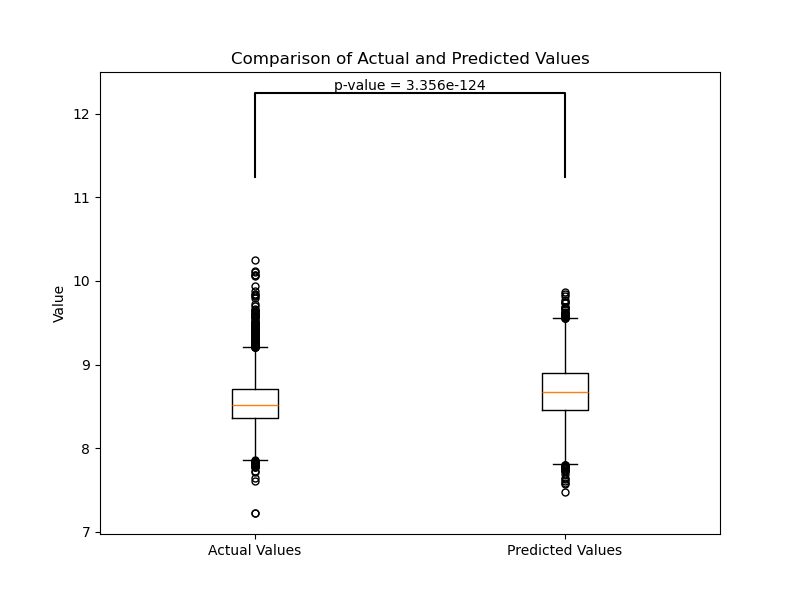 Comparison of Actual and Predicted Values
p-value = 3.356e-124
12
11
10
9
8
7
Value
Actual Values
Predicted Values